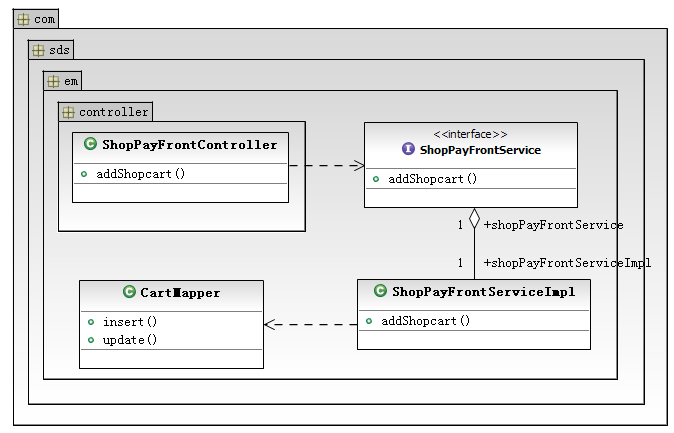 com
sds
em
controller
ShopPayFrontController
addShopcart()
<<interface>>
ShopPayFrontService
addShopcart()
1 +shopPayFrontService
1 +shopPayFrontServiceImpl
CartMapper
insert()
update()
ShopPayFrontServiceImpl
addShopcart()